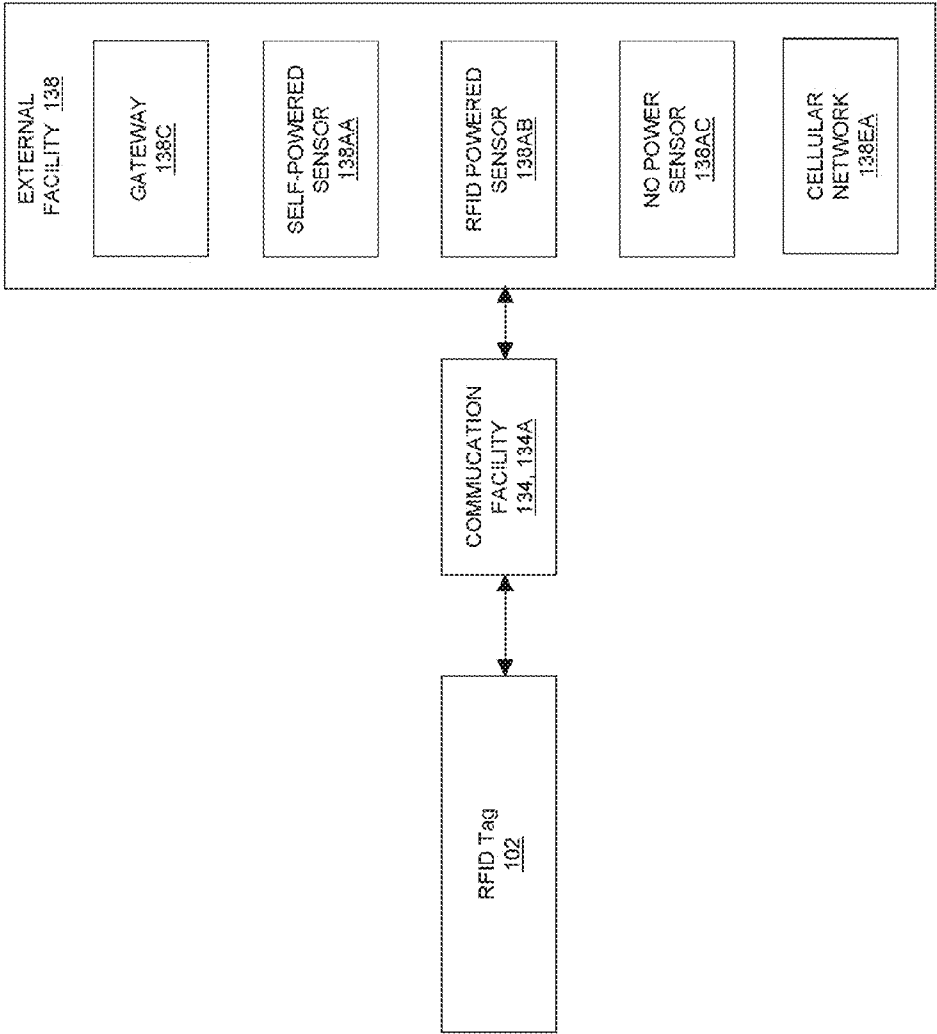 EXTERNAL
FACILITY 138
GATEWAY
138C
SELF-POWERED
SENSOR
138AA
RFID POWERED
SENSOR
138AB
NO POWER
SENSOR
138AC
CELLULAR
NETWORK
138EA
COMMUCATION
FACILITY
134, 134A
RFID Tag
102